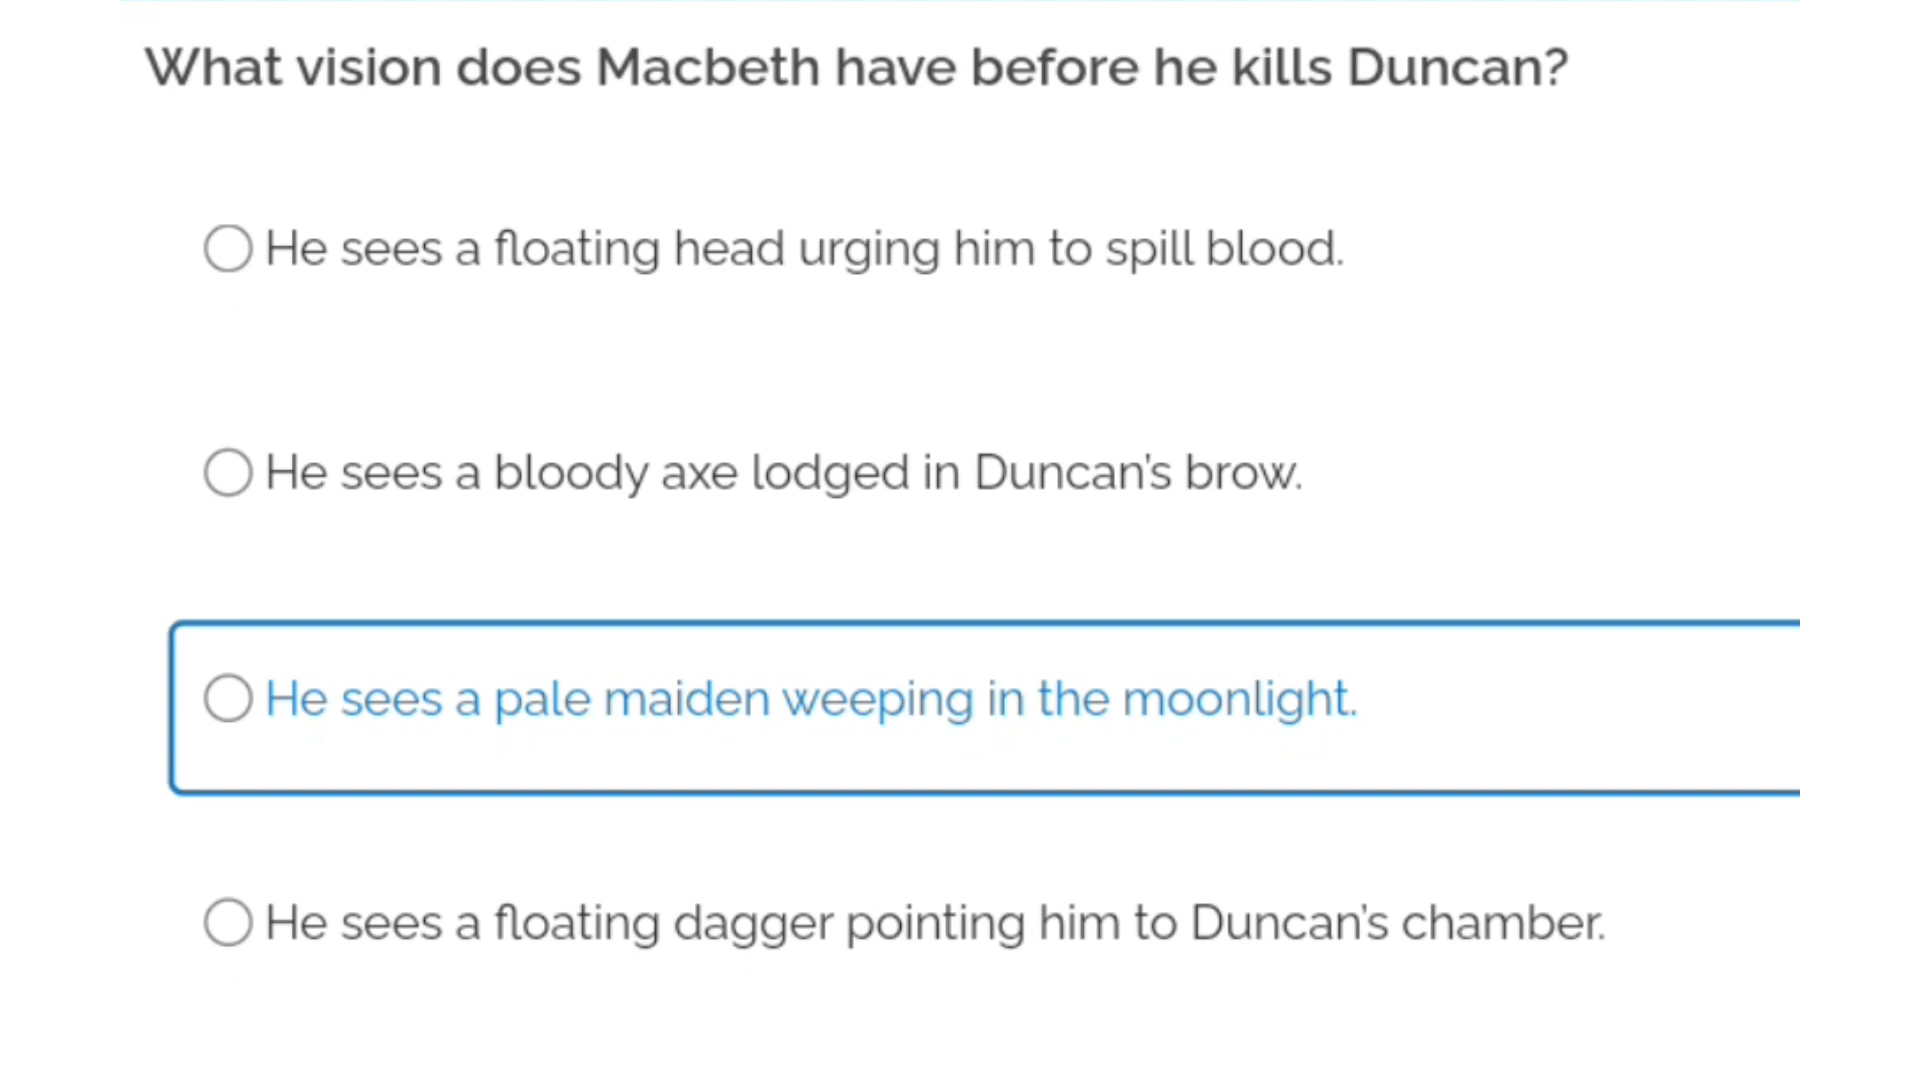 What vision does Macbeth have before he kills Duncan?
He sees a floating head urging him to spill blood.
He sees a bloody axe lodged in Duncan's brow.
He sees a pale maiden weeping in the moonlight.
He sees a floating dagger pointing him to Duncan's chamber.